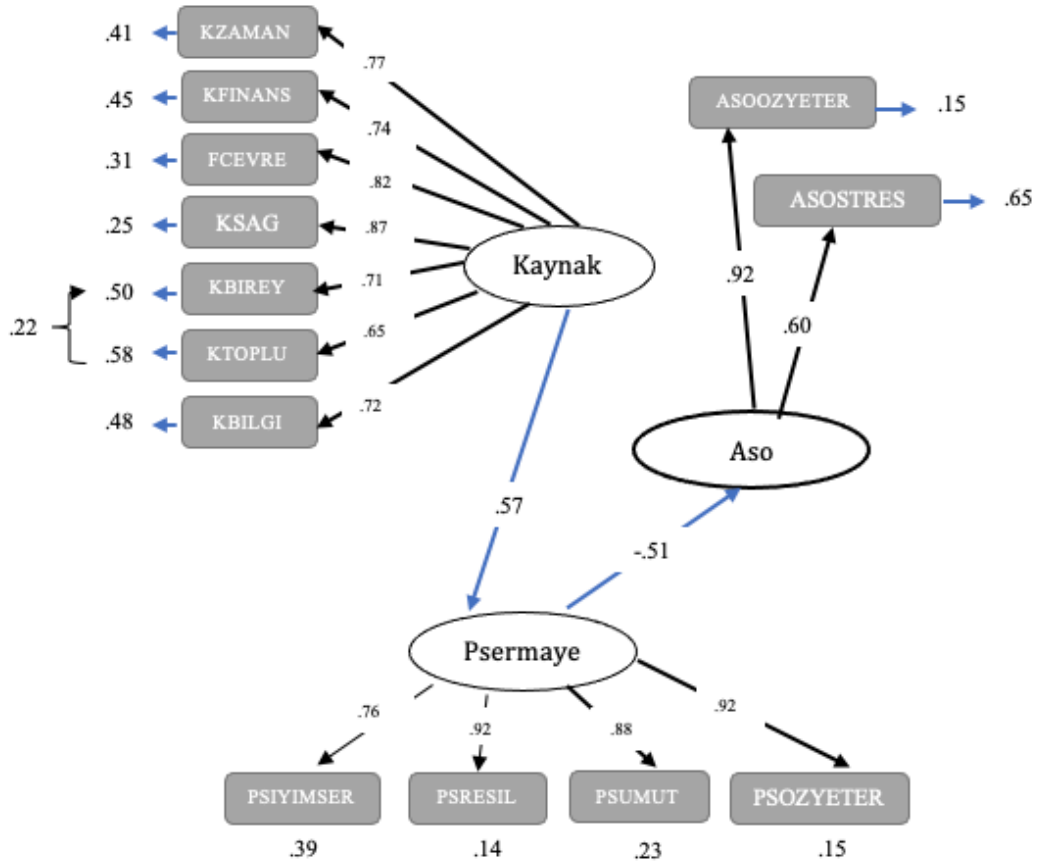 .41 KZAMAN .77
.45 KFINANS .74
.31 FCEVRE .82
.25 KSAG .87
.50 KBIREY .71
.22
.58 KTOPLU .65
.48 KBILGI .72
Kaynak
ASOOZYETER .15
ASOSTRES .65
.92
.60
Aso
.57
-.51
Psermaye
.76 .92 .88 .92
PSIYIMSER PSRESIL PSUMUT PSOZYETER
.39 .14 .23 .15